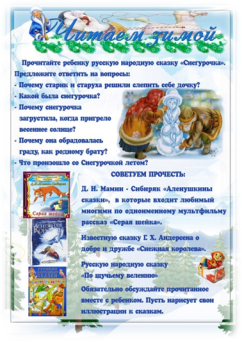 Читаем зимой
Прочитайте ребенку русскую народную сказку «Снегурочка».
Предложите ответить на вопросы:
- Почему старик и старуха решили слепить себе дочку?
- Какой была снегурочка?
- Почему снегурочка
загрустила, когда пригрело
весеннее солнце?
- Почему она обрадовалась
граду, как родному брату?
- Что произошло со Снегурочкой летом?
СОВЕТУЕМ ПРОЧЕСТЬ:
Д. Н. Мамин - Сибиряк «Аленушкины
сказки», в которые входит любимый
многими по одноименному мультфильму
рассказ «Серая шейка».
Известную сказку Г. Х. Андерсена о
добре и дружбе «Снежная королева».
Русскую народную сказку
«По щучьему велению»
Обязательно обсуждайте прочитанное
вместе с ребенком. Пусть нарисует свои
иллюстрации к сказкам.
Серая шейка